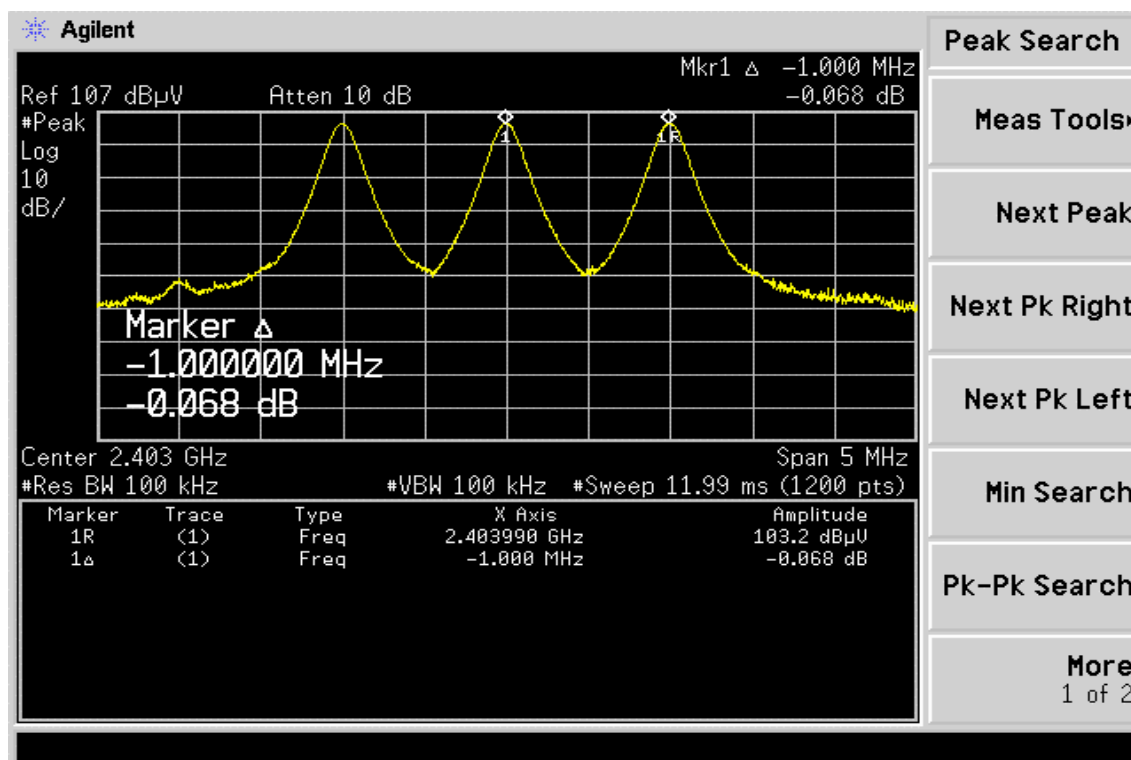 Agilent
Peak Search
Mkr1 Δ −1.000 MHz
Ref 107 dBµV Atten 10 dB −0.068 dB
#Peak
Log
10
dB/
1
1R
Marker Δ
−1.000000 MHz
−0.068 dB
Center 2.403 GHz Span 5 MHz
#Res BW 100 kHz #VBW 100 kHz #Sweep 11.99 ms (1200 pts)
Marker Trace Type X Axis Amplitude
1R (1) Freq 2.403990 GHz 103.2 dBµV
1Δ (1) Freq −1.000 MHz −0.068 dB
Meas Tools
Next Peak
Next Pk Right
Next Pk Left
Min Search
Pk−Pk Search
More
1 of 2